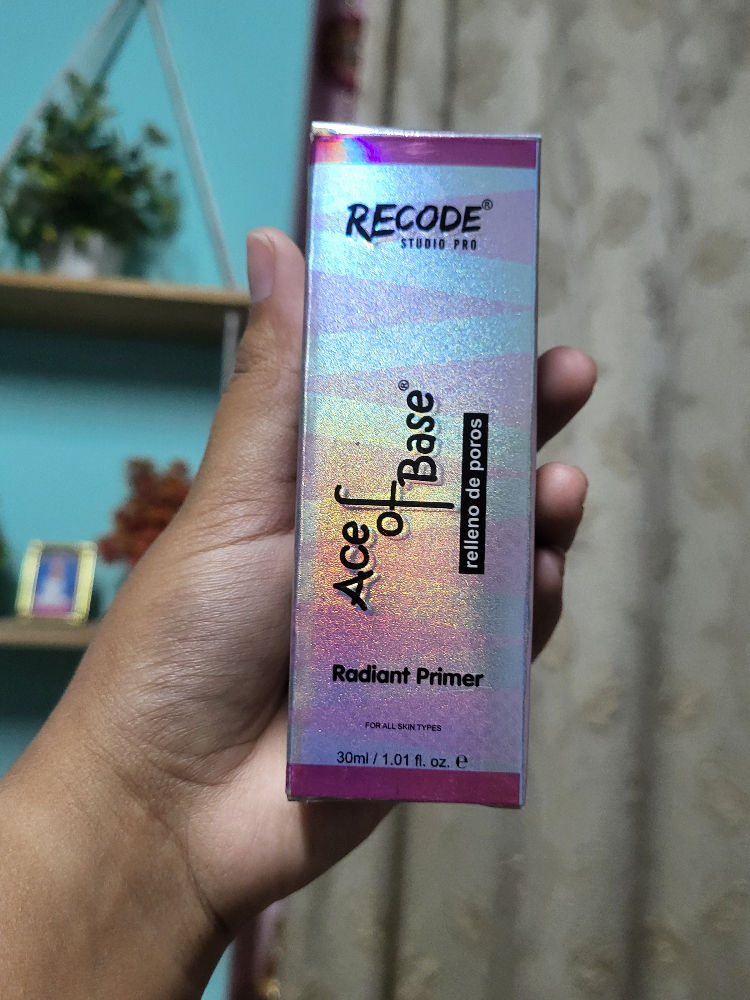 RECODE®
STUDIO PRO
Ace
of Base®
relleno de poros
Radiant Primer
FOR ALL SKIN TYPES
30ml / 1.01 fl. oz. ℮